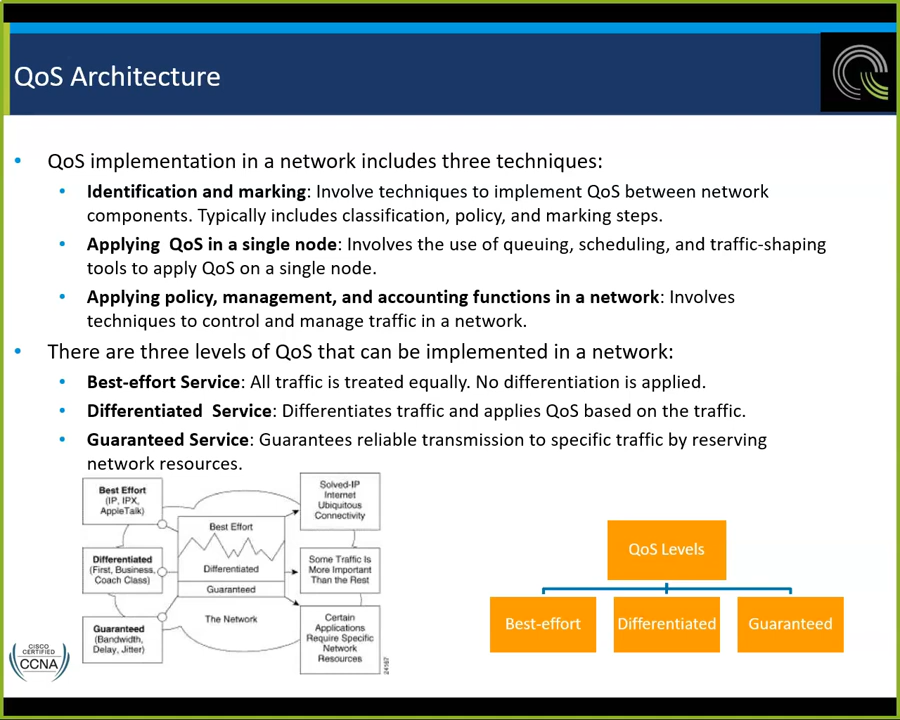 QoS Architecture
• QoS implementation in a network includes three techniques:
• Identification and marking: Involve techniques to implement QoS between network
components. Typically includes classification, policy, and marking steps.
• Applying  QoS in a single node: Involves the use of queuing, scheduling, and traffic-shaping
tools to apply QoS on a single node.
• Applying policy, management, and accounting functions in a network: Involves
techniques to control and manage traffic in a network.
• There are three levels of QoS that can be implemented in a network:
• Best-effort Service: All traffic is treated equally. No differentiation is applied.
• Differentiated  Service: Differentiates traffic and applies QoS based on the traffic.
• Guaranteed Service: Guarantees reliable transmission to specific traffic by reserving
network resources.
Best Effort
(IP, IPX,
AppleTalk)
Differentiated
(First, Business,
Coach Class)
Guaranteed
(Bandwidth,
Delay, Jitter)
Best Effort
Differentiated
Guaranteed
The Network
Solved-IP
Internet
Ubiquitous
Connectivity
Some Traffic Is
More Important
Than the Rest
Certain
Applications
Require Specific
Network
Resources
24167
QoS Levels
Best-effort
Differentiated
Guaranteed
CISCO
CERTIFIED
CCNA